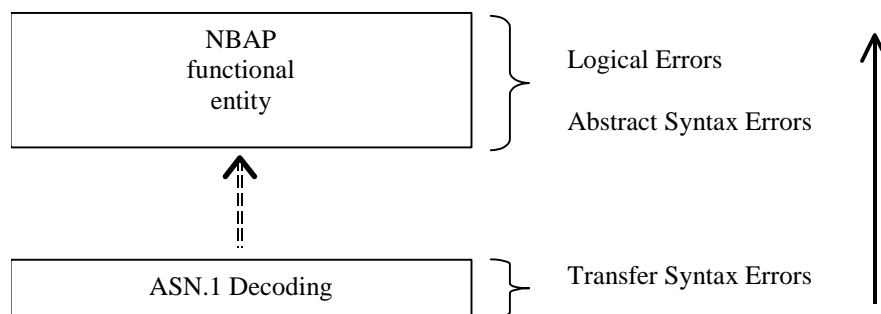 NBAP
functional
entity
Logical Errors
Abstract Syntax Errors
ASN.1 Decoding
Transfer Syntax Errors